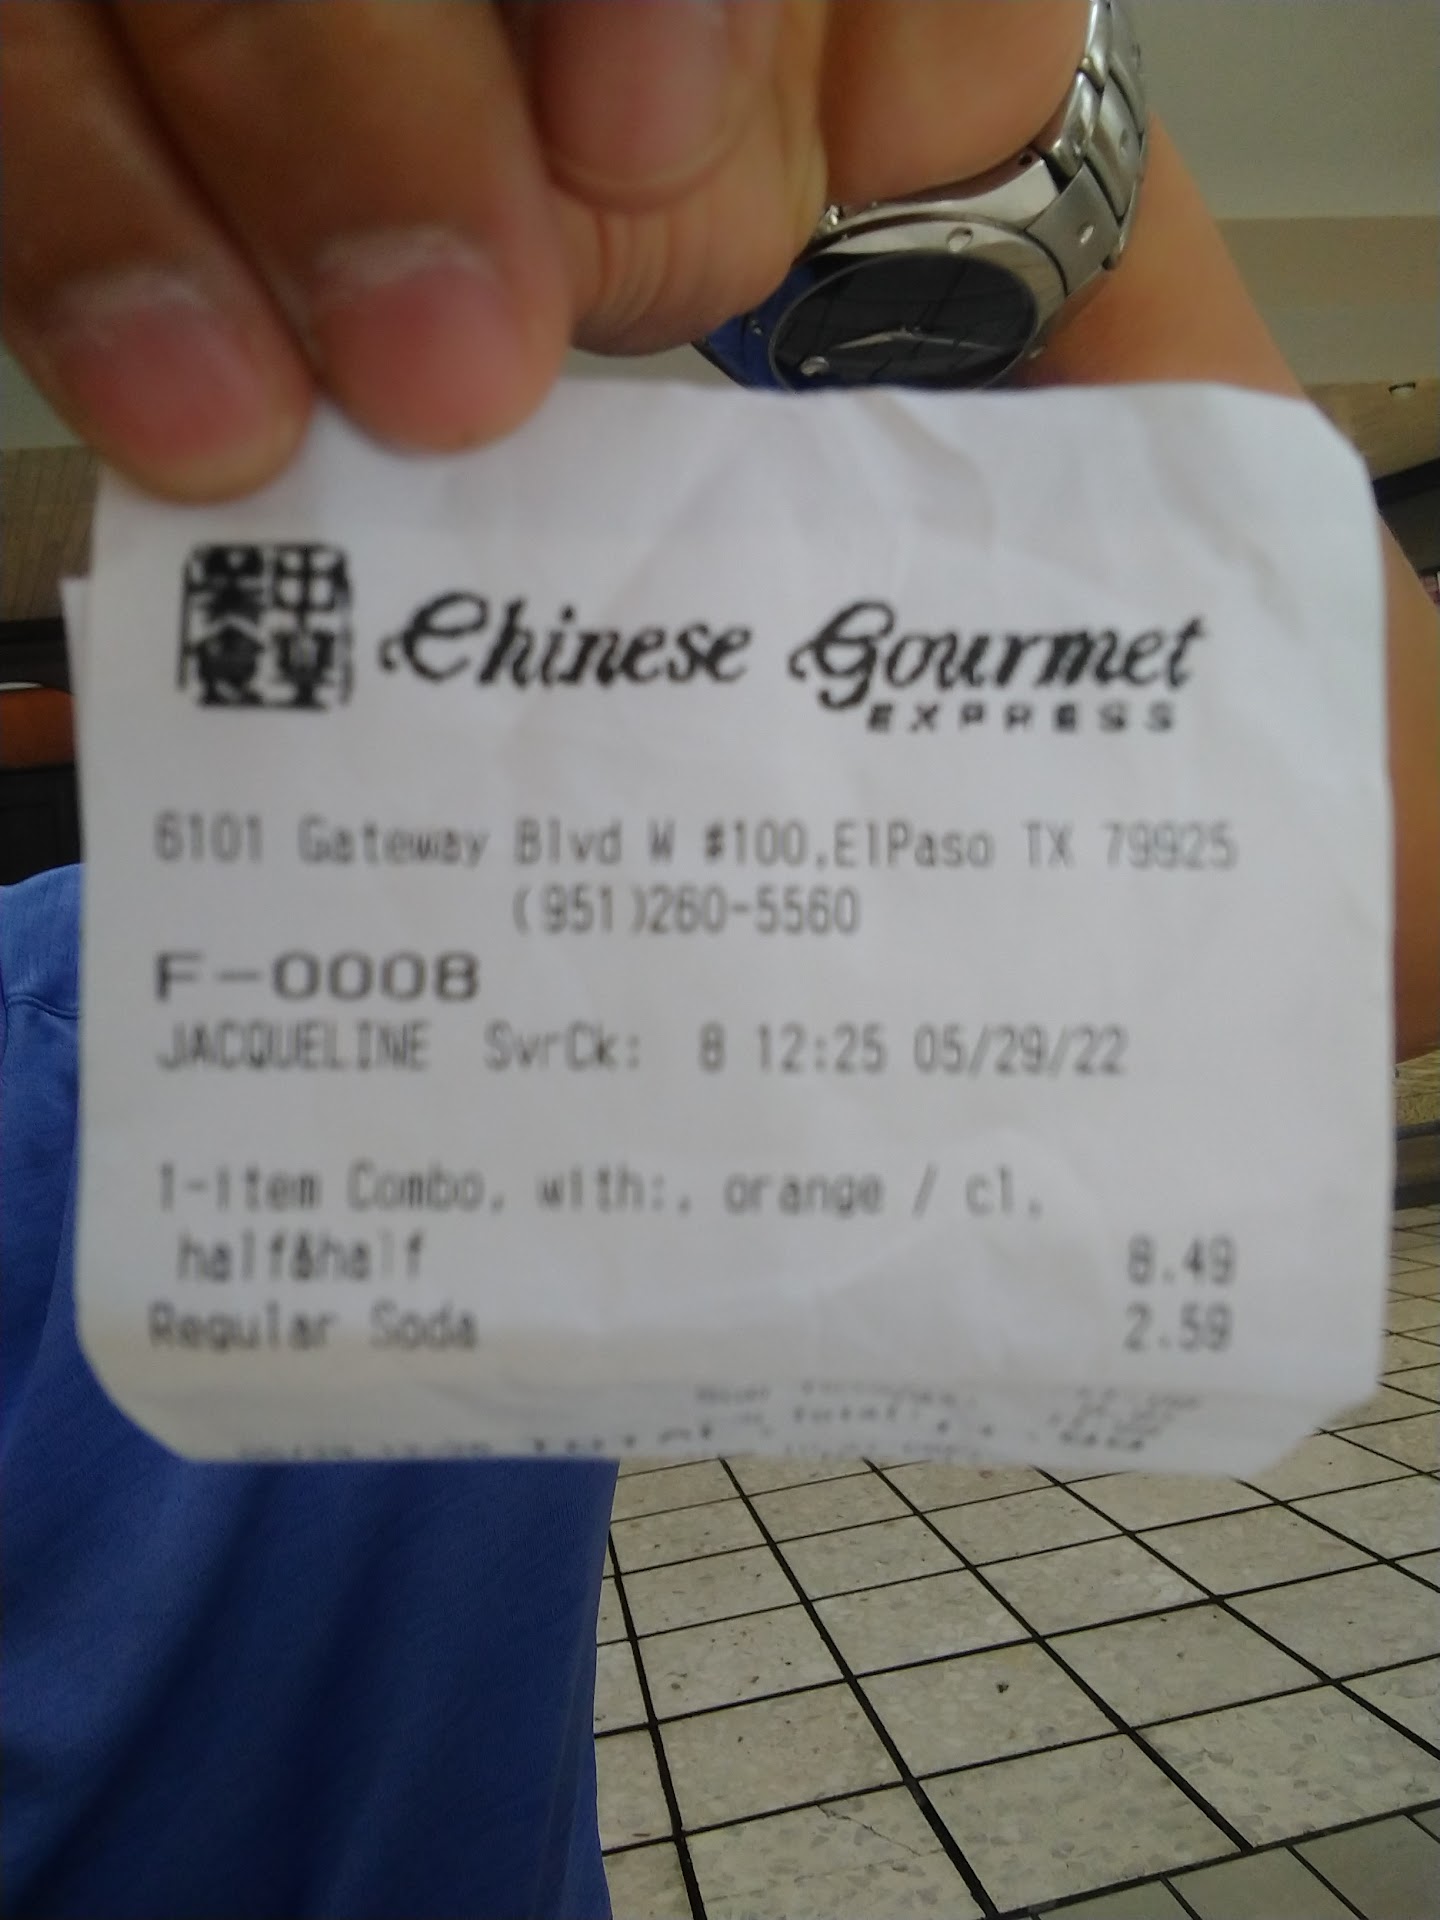 Chinese Gourmet
EXPRESS
6101 Gateway Blvd W #100,ElPaso TX 79925
(951)260-5560
F-0008
JACQUELINE SvrCk: 8 12:25 05/29/22
1-item Combo, with:, orange / cl,
half&half 8.49
Regular Soda 2.59